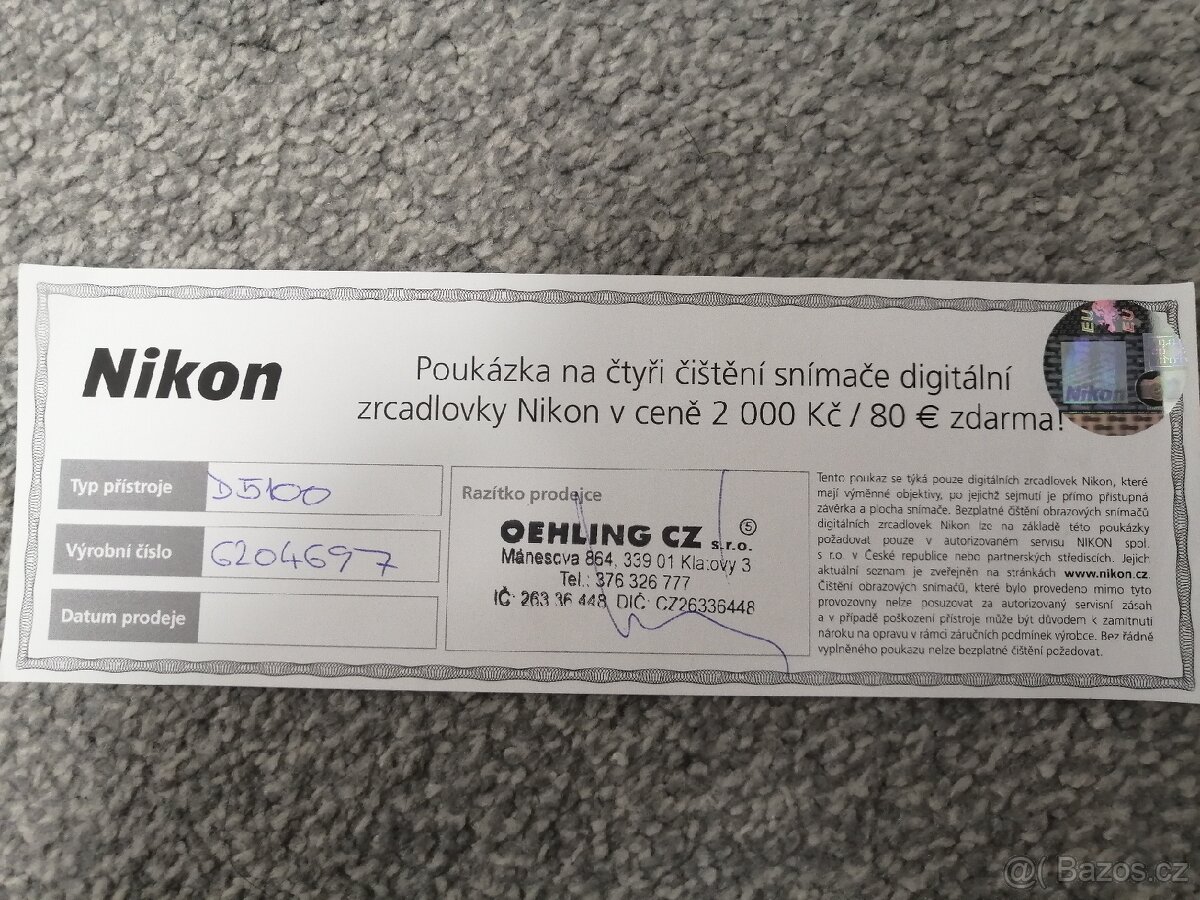 Nikon
Poukázka na čtyři čištění snímače digitální
zrcadlovky Nikon v ceně 2 000 Kč / 80 € zdarma!
EU
EU
Nikon
Typ přístroje D5100
Výrobní číslo 6204697
Datum prodeje
Razítko prodejce
OEHLING CZ s.r.o. 5
Mánesova 864, 339 01 Klatovy 3
Tel.: 376 326 777
IČ: 263 36 448, DIČ: CZ26336448
Tento poukaz se týká pouze digitálních zrcadlovek Nikon, které
mají výměnné objektivy, po jejichž sejmutí je přímo přístupná
závěrka a plocha snímače. Bezplatné čištění obrazových snímačů
digitálních zrcadlovek Nikon lze na základě této poukázky
požadovat pouze v autorizovaném servisu NIKON spol.
s r.o. v České republice nebo partnerských střediscích. Jejich
aktuální seznam je zveřejněn na stránkách www.nikon.cz.
Čištění obrazových snímačů, které bylo provedeno mimo tyto
provozovny nelze posuzovat za autorizovaný servisní zásah
a v případě poškození přístroje může být důvodem k zamítnutí
nároku na opravu v rámci záručních podmínek výrobce. Bez řádně
vyplněného poukazu nelze bezplatné čištění požadovat.
@( Bazos.cz